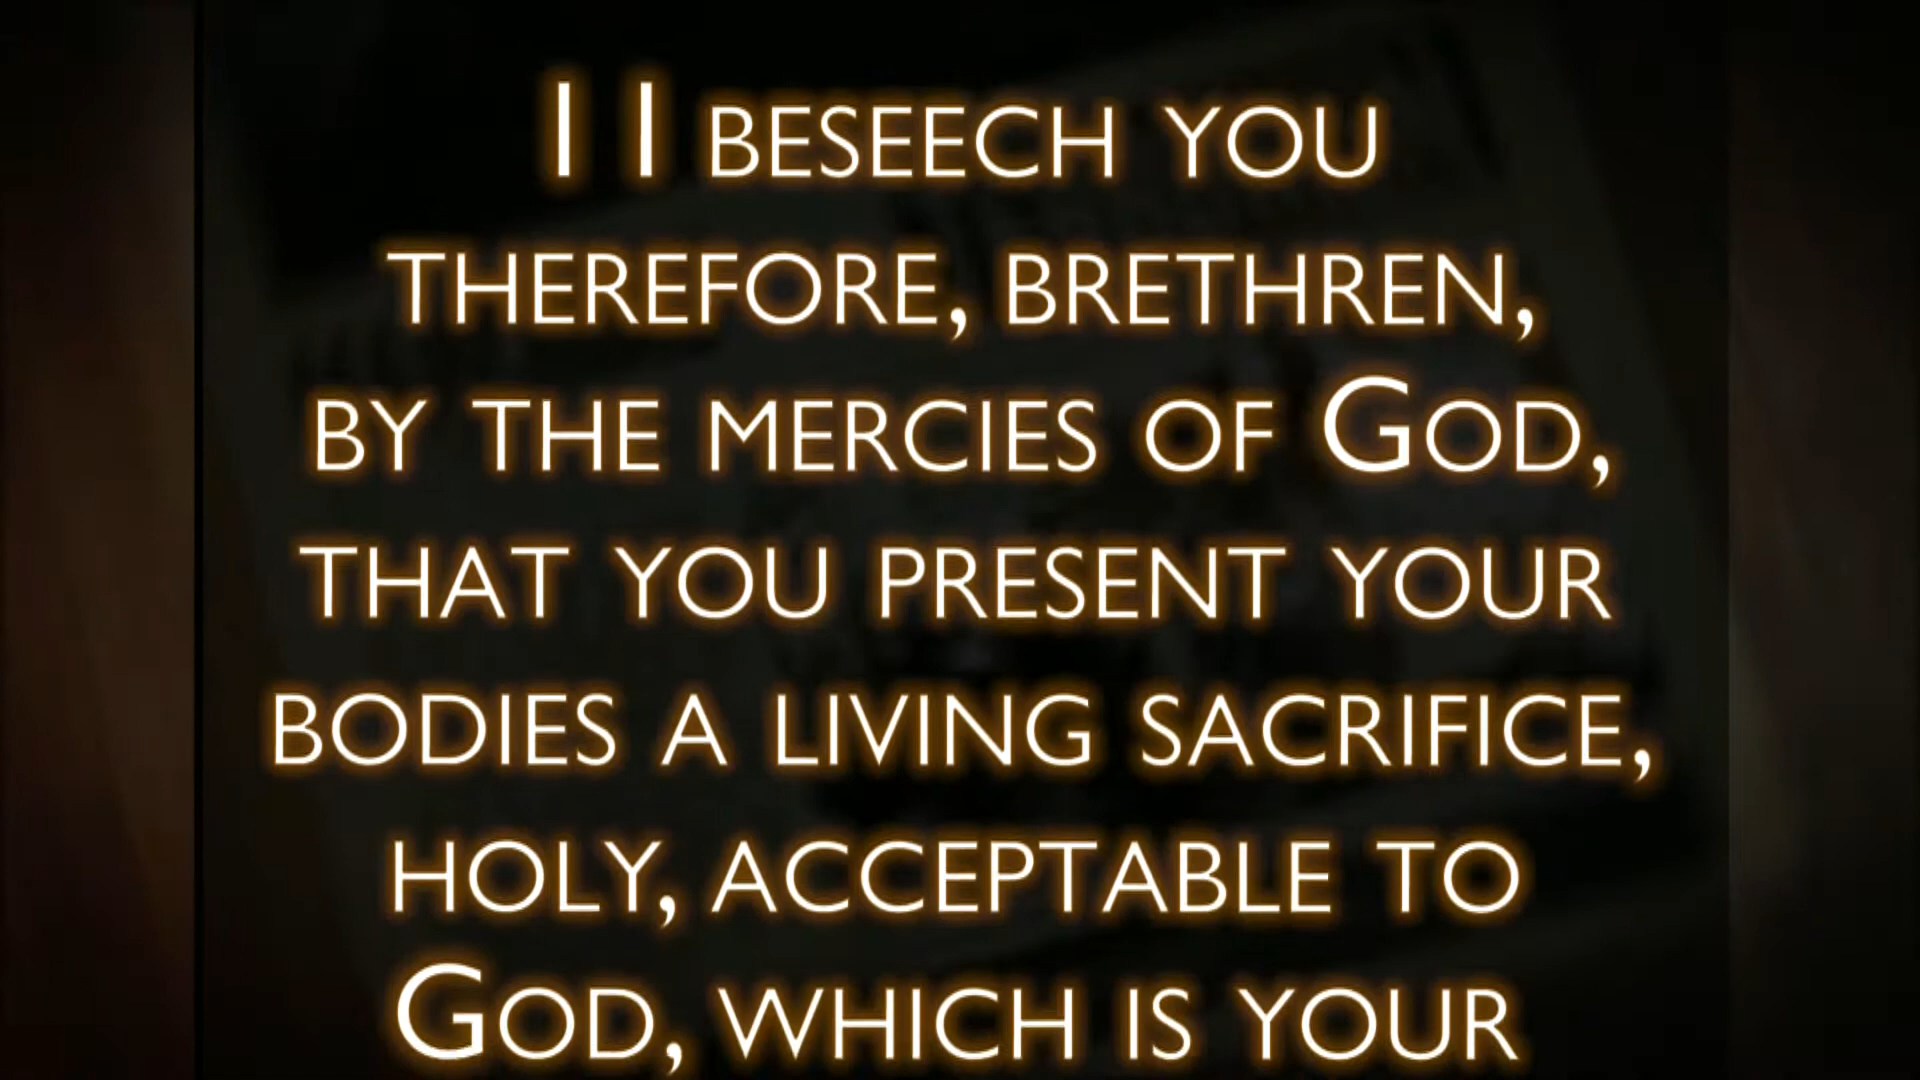 1 I BESEECH YOU
THEREFORE, BRETHREN,
BY THE MERCIES OF GOD,
THAT YOU PRESENT YOUR
BODIES A LIVING SACRIFICE,
HOLY, ACCEPTABLE TO
GOD, WHICH IS YOUR